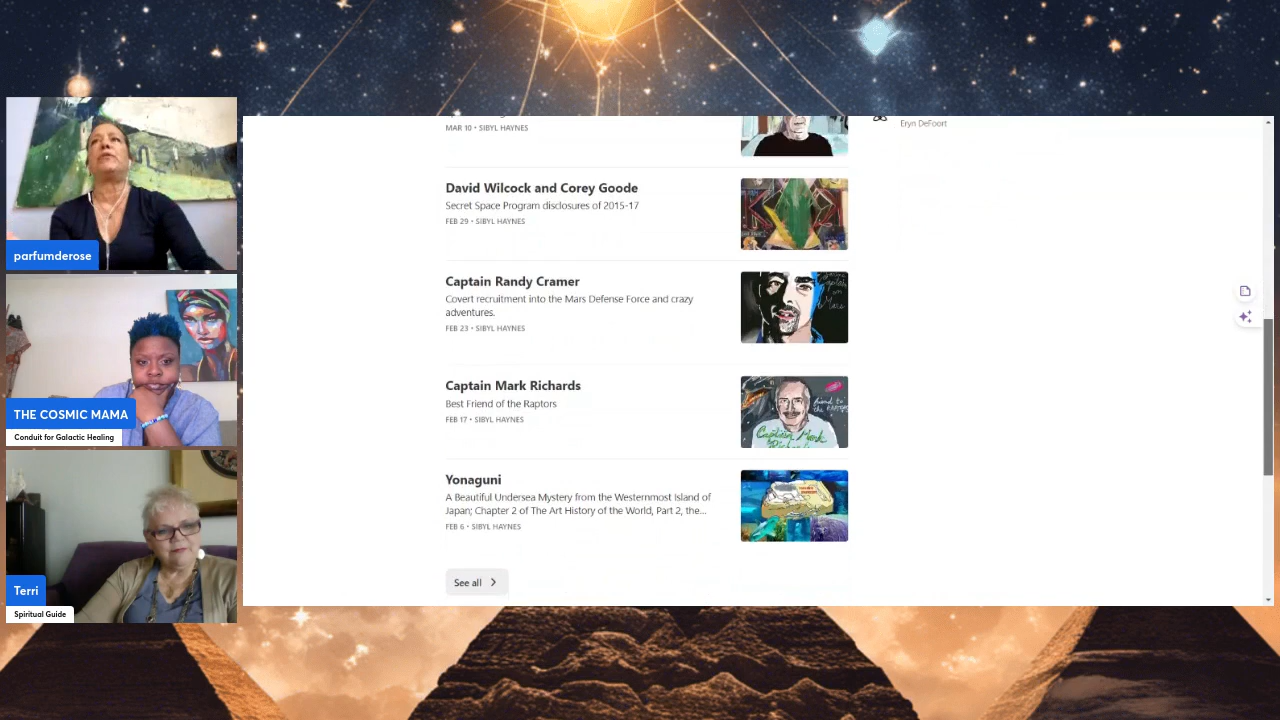 parfumderose
THE COSMIC MAMA
Conduit for Galactic Healing
Terri
Spiritual Guide
MAR 10 • SIBYL HAYNES
Eryn DeFoort
David Wilcock and Corey Goode
Secret Space Program disclosures of 2015-17
FEB 29 • SIBYL HAYNES
Captain Randy Cramer
Covert recruitment into the Mars Defense Force and crazy
adventures.
FEB 23 • SIBYL HAYNES
Captain Mark Richards
Best Friend of the Raptors
FEB 17 • SIBYL HAYNES
friend to
the RAPTORS
Captain Mark
Richards
Yonaguni
A Beautiful Undersea Mystery from the Westernmost Island of
Japan; Chapter 2 of The Art History of the World, Part 2, the...
FEB 6 • SIBYL HAYNES
See all